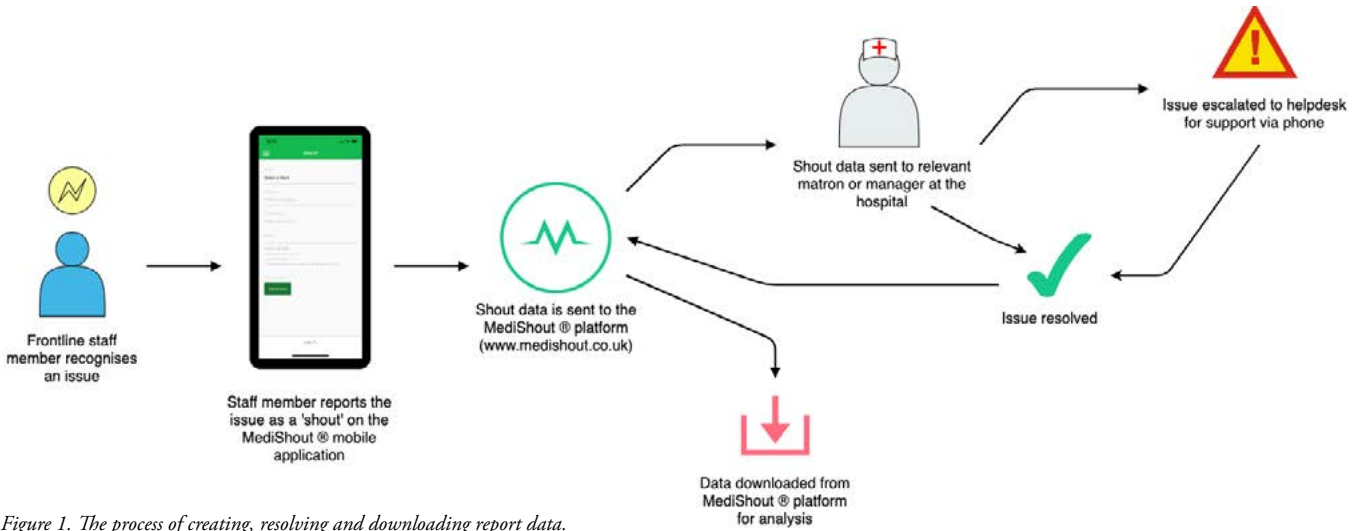 Frontline staff
member recognises
an issue
Staff member reports the
issue as a 'shout' on the
MediShout ® mobile
application
Shout data is sent to the
MediShout ® platform
(www.medishout.co.uk)
Shout data sent to relevant
matron or manager at the
hospital
Issue escalated to helpdesk
for support via phone
Issue resolved
Data downloaded from
MediShout ® platform
for analysis
Figure 1. The process of creating, resolving and downloading report data.